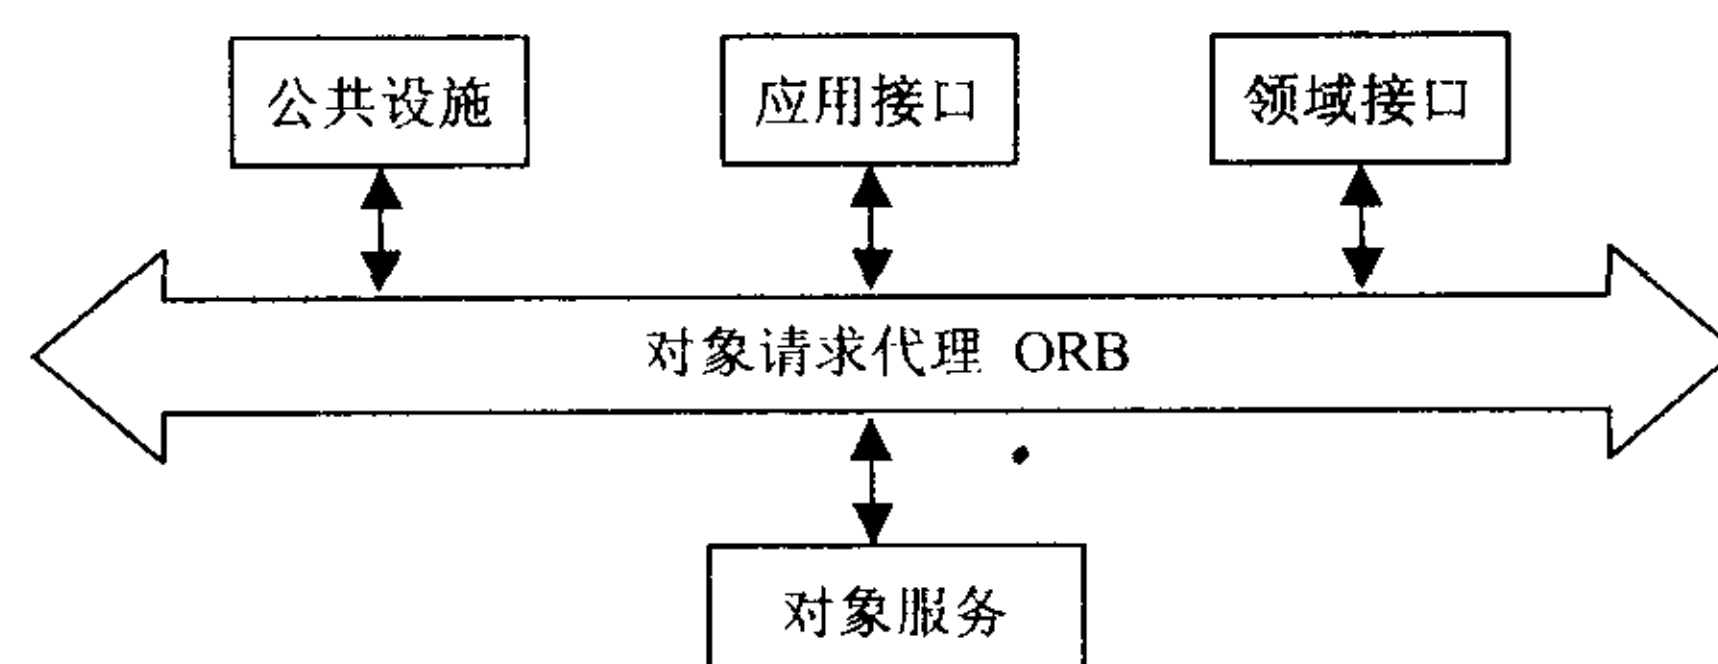 公共设施
应用接口
领域接口
对象请求代理 ORB
对象服务